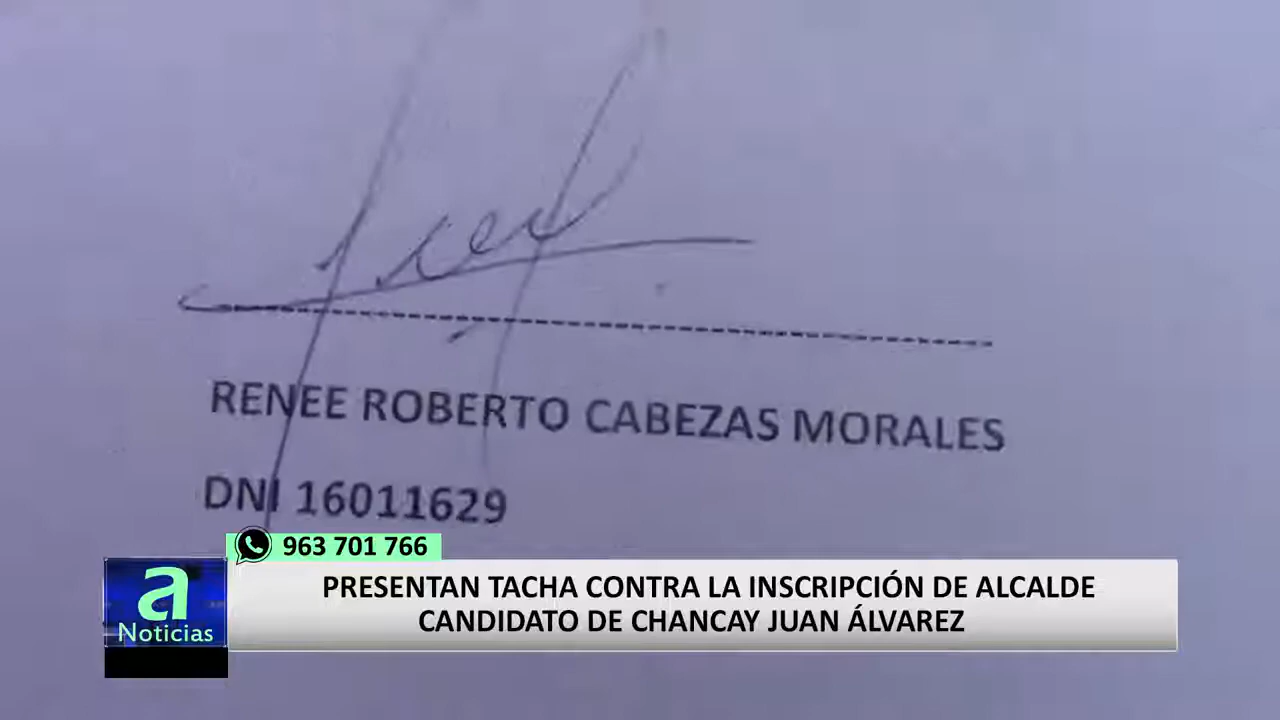 RENEE ROBERTO CABEZAS MORALES
DNI 16011629
963 701 766
PRESENTAN TACHA CONTRA LA INSCRIPCIÓN DE ALCALDE
CANDIDATO DE CHANCAY JUAN ÁLVAREZ
a
Noticias